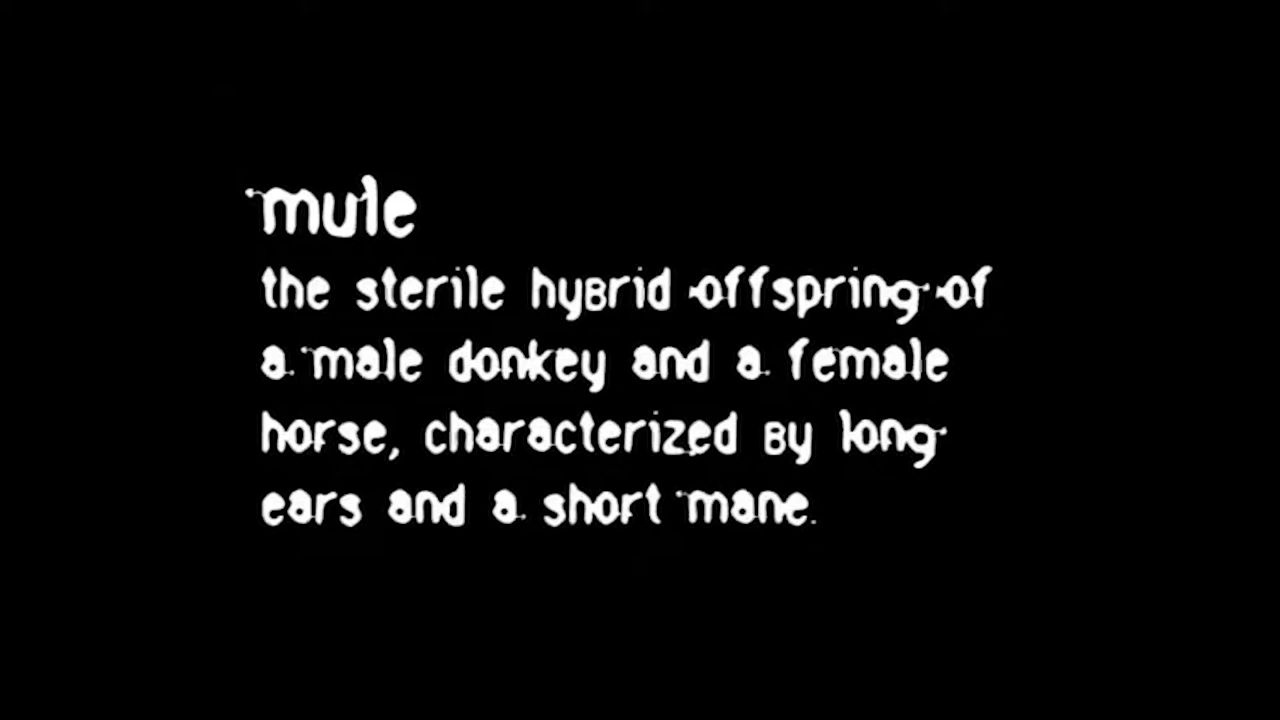 mule
the sterile hybrid offspring of
a male donkey and a female
horse, characterized by long
ears and a short mane.